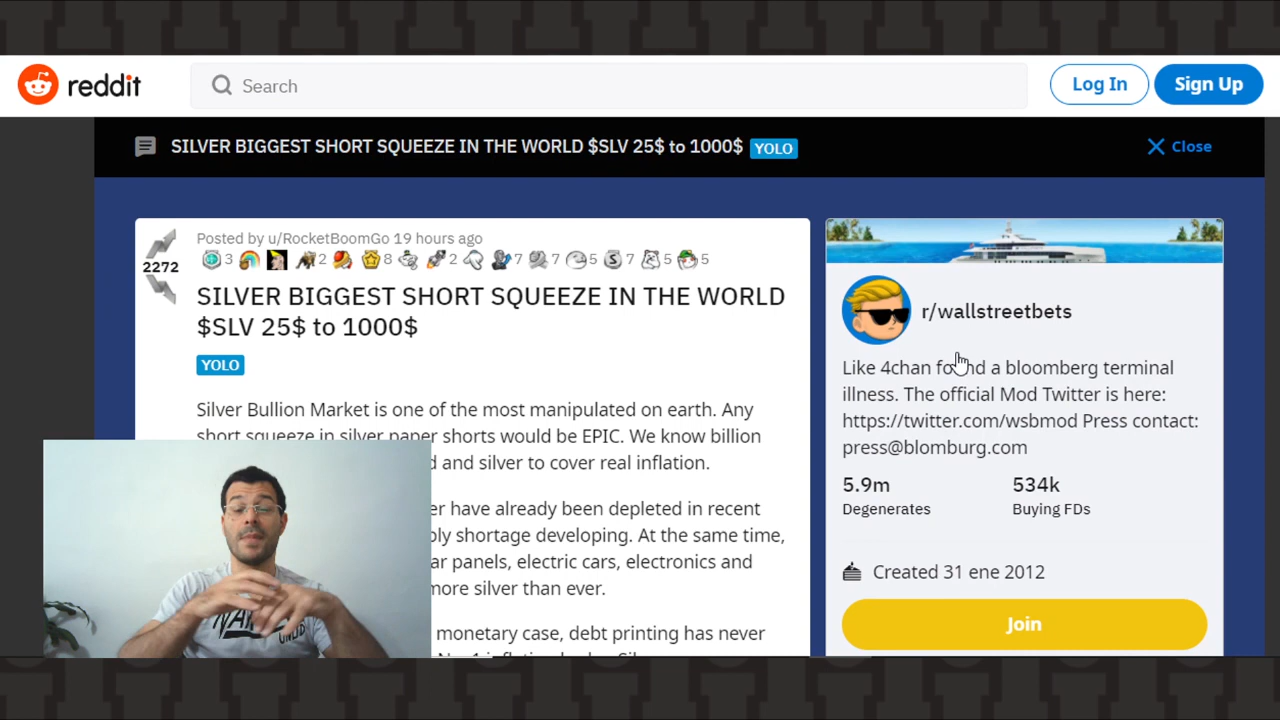 reddit
Search
Log In
Sign Up
SILVER BIGGEST SHORT SQUEEZE IN THE WORLD $SLV 25$ to 1000$ YOLO
Close
2272
Posted by u/RocketBoomGo 19 hours ago
3 2 8 2 7 7 5 7 5 5
SILVER BIGGEST SHORT SQUEEZE IN THE WORLD
$SLV 25$ to 1000$
YOLO
Silver Bullion Market is one of the most manipulated on earth. Any
short squeeze in silver paper shorts would be EPIC. We know billion
d and silver to cover real inflation.
er have already been depleted in recent
ply shortage developing. At the same time,
ar panels, electric cars, electronics and
more silver than ever.
monetary case, debt printing has never
r/wallstreetbets
Like 4chan found a bloomberg terminal
illness. The official Mod Twitter is here:
https://twitter.com/wsbmod Press contact:
press@blomburg.com
5.9m
Degenerates
534k
Buying FDs
Created 31 ene 2012
Join